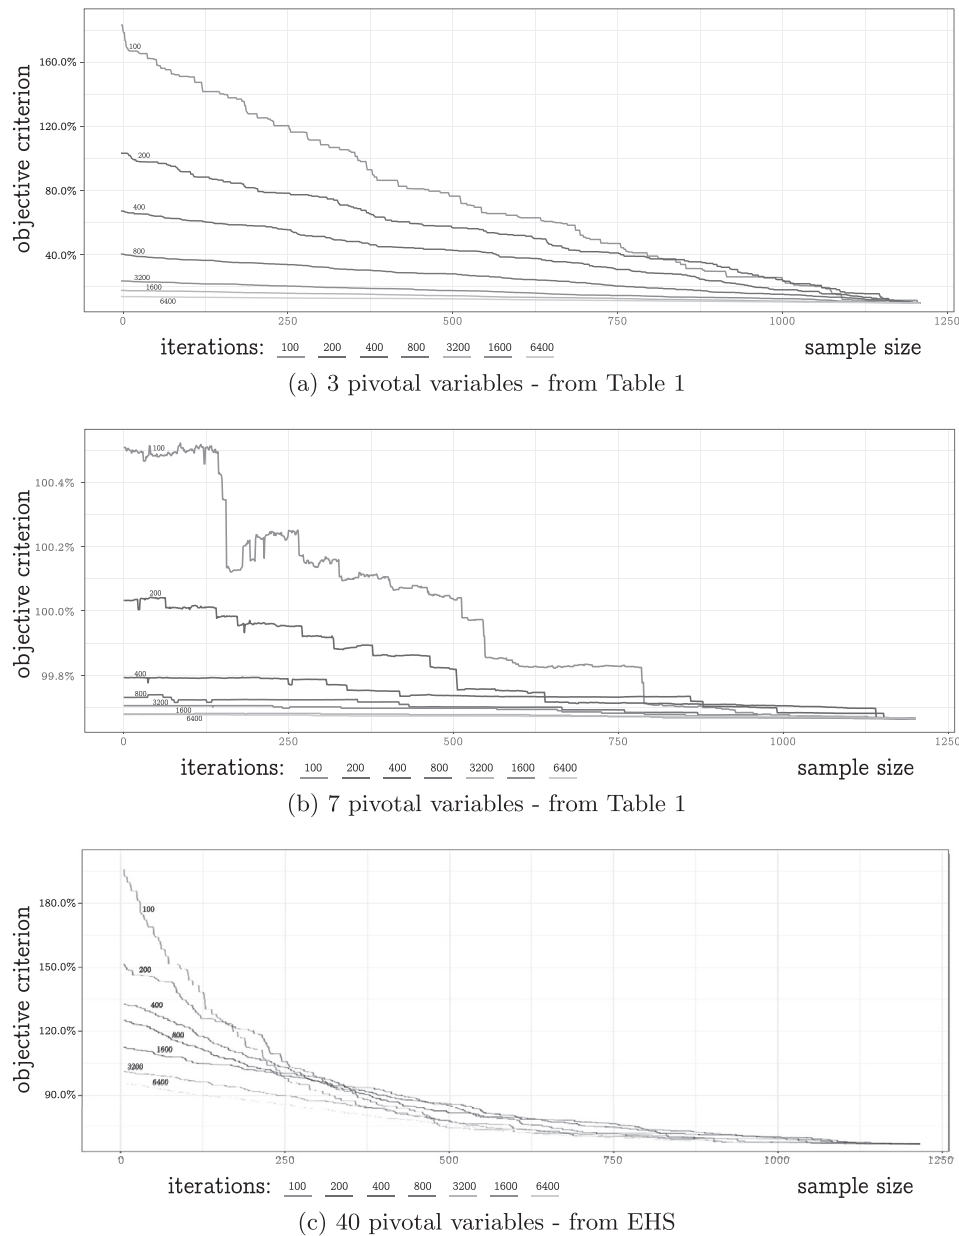 objective criterion
160.0%
120.0%
80.0%
40.0%
100
200
400
800
3200
1600
6400
0 250 500 750 1000 1250
iterations: 100 200 400 800 3200 1600 6400 sample size
(a) 3 pivotal variables - from Table 1
objective criterion
100.4%
100.2%
100.0%
99.8%
100
200
400
800
3200
1600
6400
0 250 500 750 1000 1250
iterations: 100 200 400 800 3200 1600 6400 sample size
(b) 7 pivotal variables - from Table 1
objective criterion
180.0%
150.0%
120.0%
90.0%
100
200
400
800
1600
3200
6400
0 250 500 750 1000 1250
iterations: 100 200 400 800 3200 1600 6400 sample size
(c) 40 pivotal variables - from EHS